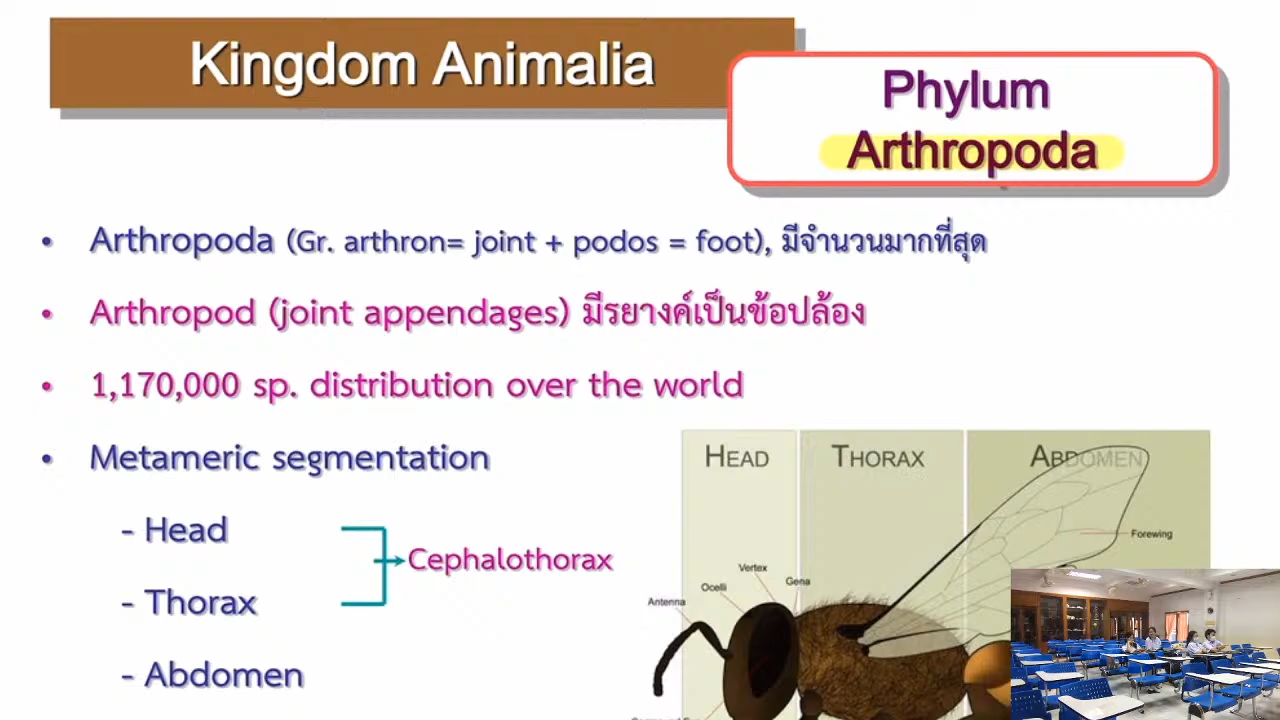 Kingdom Animalia
Phylum
Arthropoda
• Arthropoda (Gr. arthron= joint + podos = foot), มีจำนวนมากที่สุด
• Arthropod (joint appendages) มีรยางค์เป็นข้อปล้อง
• 1,170,000 sp. distribution over the world
• Metameric segmentation
- Head
Cephalothorax
- Thorax
- Abdomen
HEAD
THORAX
ABDOMEN
Forewing
Vertex
Gena
Ocelli
Antenna